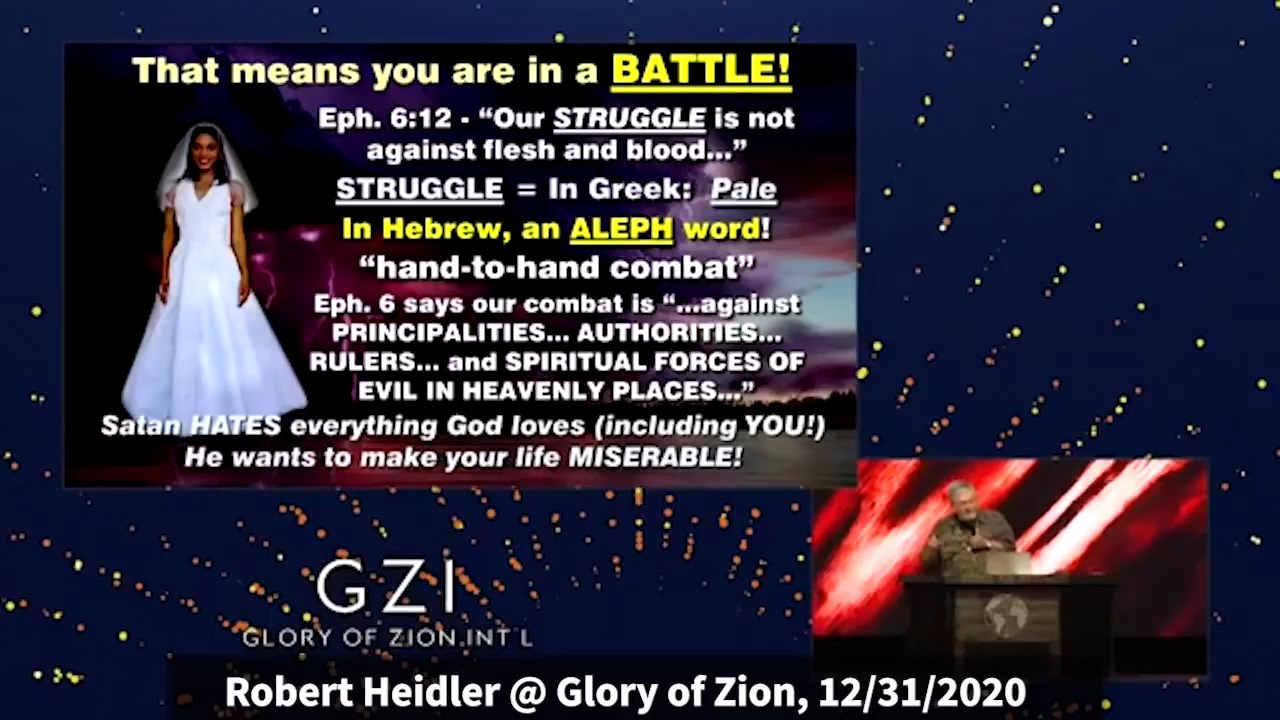 That means you are in a BATTLE!
Eph. 6:12 - “Our STRUGGLE is not
against flesh and blood...”
STRUGGLE = In Greek: Pale
In Hebrew, an ALEPH word!
“hand-to-hand combat”
Eph. 6 says our combat is “...against
PRINCIPALITIES... AUTHORITIES...
RULERS... and SPIRITUAL FORCES OF
EVIL IN HEAVENLY PLACES...”
Satan HATES everything God loves (including YOU!)
He wants to make your life MISERABLE!
GZI
GLORY OF ZION INT'L
Robert Heidler @ Glory of Zion, 12/31/2020